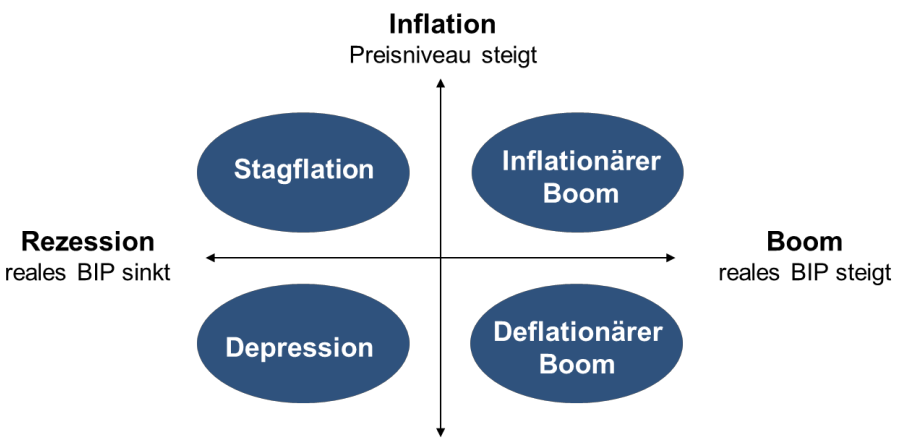 Inflation
Preisniveau steigt
Stagflation
Inflationärer
Boom
Rezession
reales BIP sinkt
Boom
reales BIP steigt
Depression
Deflationärer
Boom